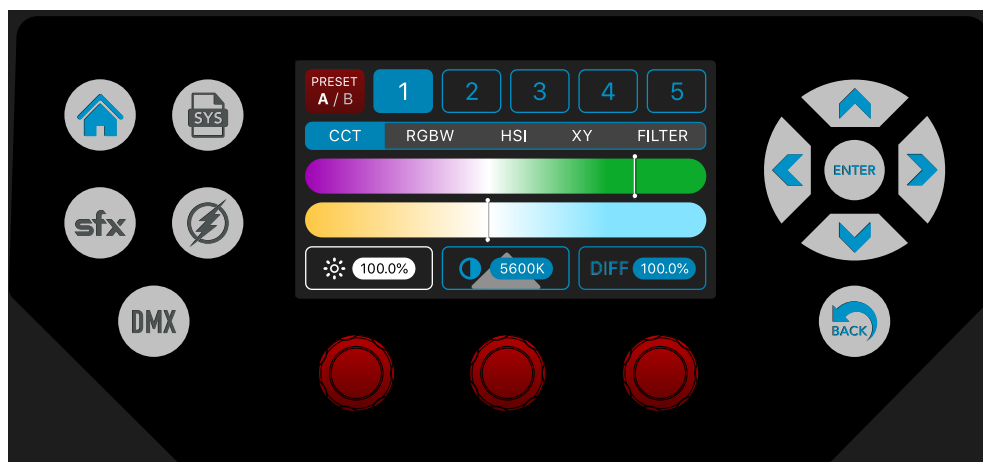 SYS
sfx
DMX
PRESET
A / B
1 2 3 4 5
CCT RGBW HSI XY FILTER
100.0% 5600K DIFF 100.0%
ENTER
BACK